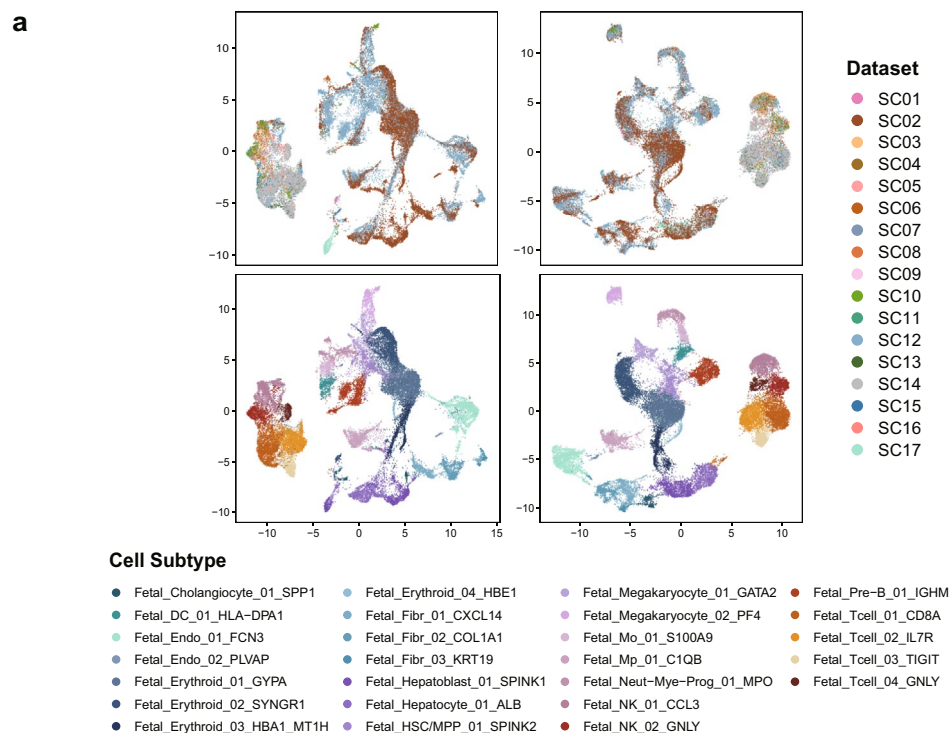 a
10
5
0
−5
−10
10
5
0
−5
−10
Dataset
SC01
SC02
SC03
SC04
SC05
SC06
SC07
SC08
SC09
SC10
SC11
SC12
SC13
SC14
SC15
SC16
SC17
10
5
0
−5
−10
−10 −5 0 5 10 15
10
5
0
−5
−10
−10 −5 0 5 10
Cell Subtype
Fetal_Cholangiocyte_01_SPP1
Fetal_DC_01_HLA−DPA1
Fetal_Endo_01_FCN3
Fetal_Endo_02_PLVAP
Fetal_Erythroid_01_GYPA
Fetal_Erythroid_02_SYNGR1
Fetal_Erythroid_03_HBA1_MT1H
Fetal_Erythroid_04_HBE1
Fetal_Fibr_01_CXCL14
Fetal_Fibr_02_COL1A1
Fetal_Fibr_03_KRT19
Fetal_Hepatoblast_01_SPINK1
Fetal_Hepatocyte_01_ALB
Fetal_HSC/MPP_01_SPINK2
Fetal_Megakaryocyte_01_GATA2
Fetal_Megakaryocyte_02_PF4
Fetal_Mo_01_S100A9
Fetal_Mp_01_C1QB
Fetal_Neut−Mye−Prog_01_MPO
Fetal_NK_01_CCL3
Fetal_NK_02_GNLY
Fetal_Pre−B_01_IGHM
Fetal_Tcell_01_CD8A
Fetal_Tcell_02_IL7R
Fetal_Tcell_03_TIGIT
Fetal_Tcell_04_GNLY